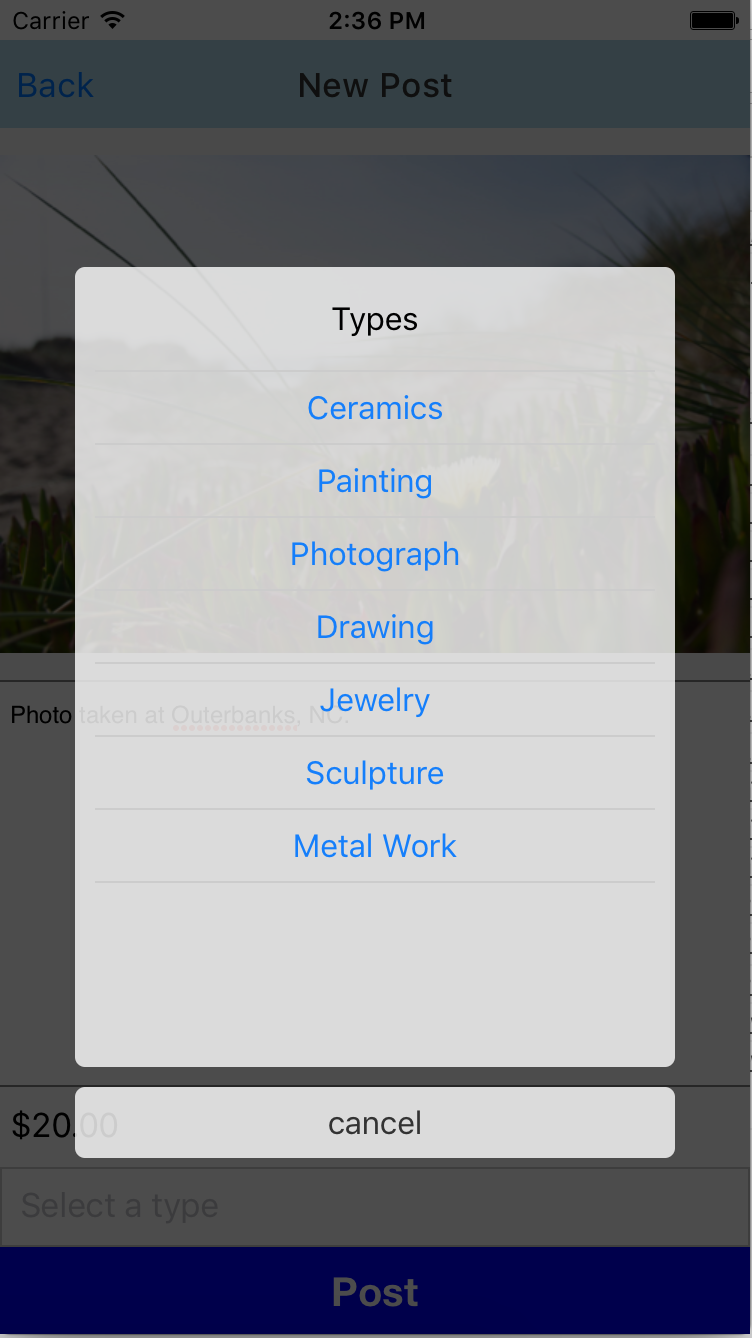 Carrier 2:36 PM
Back New Post
Types
Ceramics
Painting
Photograph
Drawing
Jewelry
Photo taken at Outerbanks, NC.
Sculpture
Metal Work
$20.00
cancel
Select a type
Post